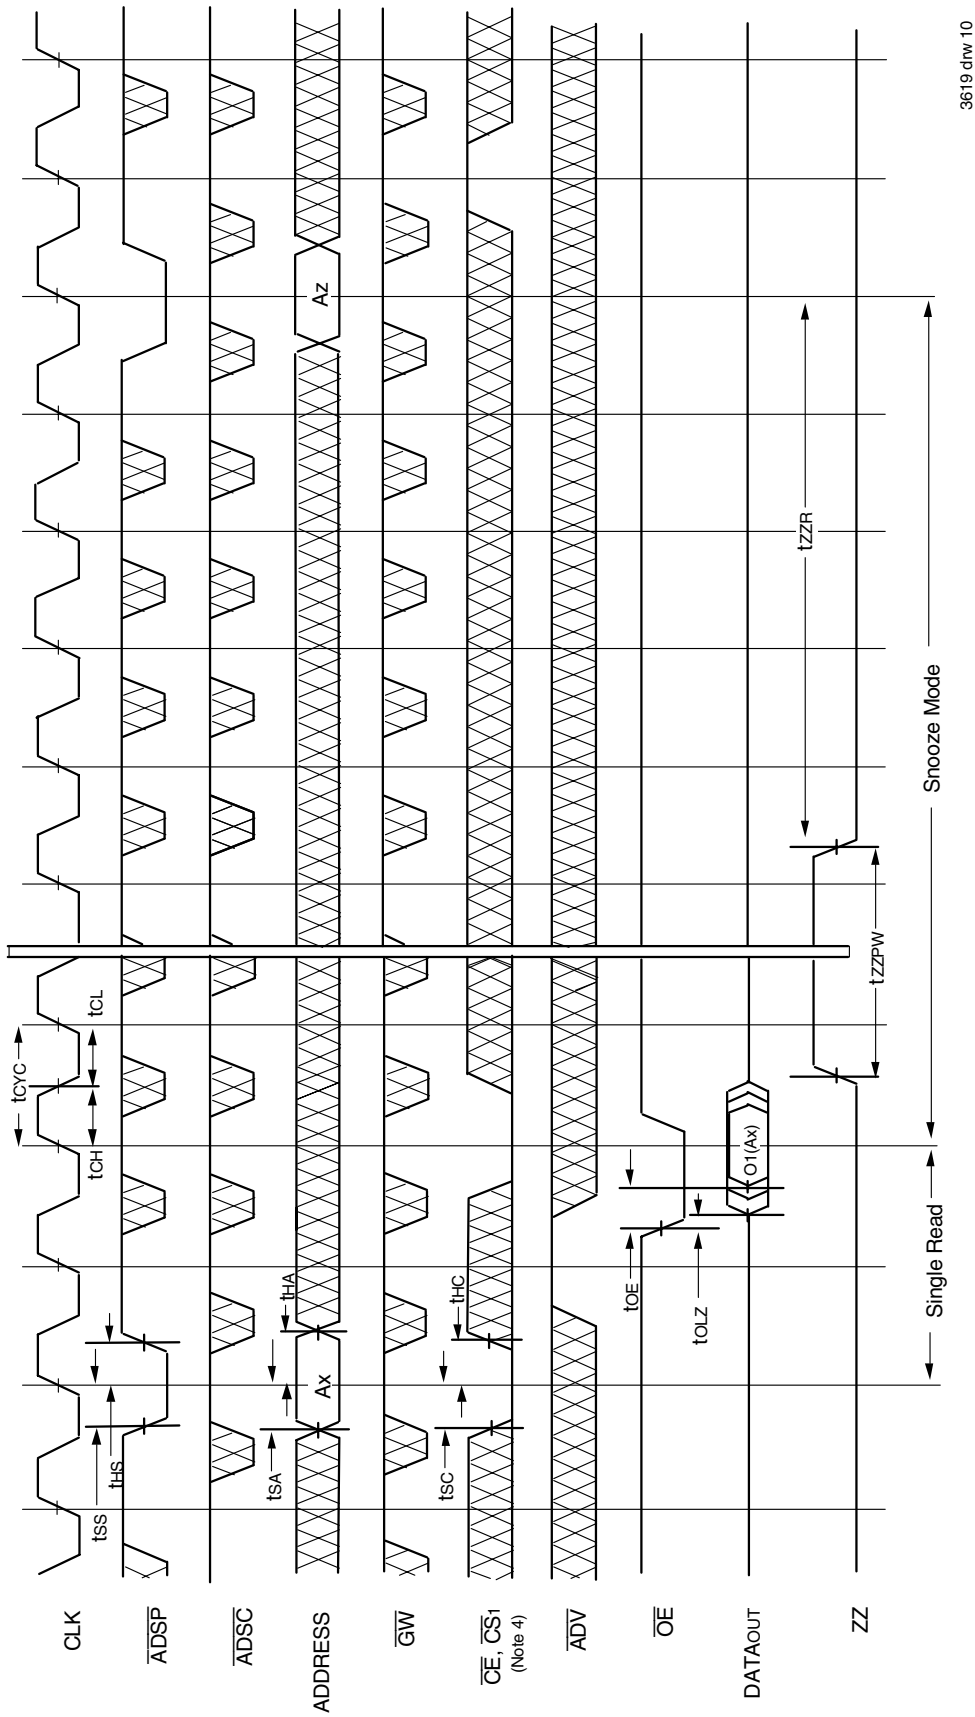 CLK
ADSP
ADSC
ADDRESS
GW
CE, CS1
(Note 4)
ADV
OE
DATAOUT
ZZ
tCYC
tSS
tHS
tCH
tCL
tSA
tHA
Ax
Az
tSC
tHC
tOE
tOLZ
O1(Ax)
tZZR
tZZPW
Single Read
Snooze Mode
3619 drw 10